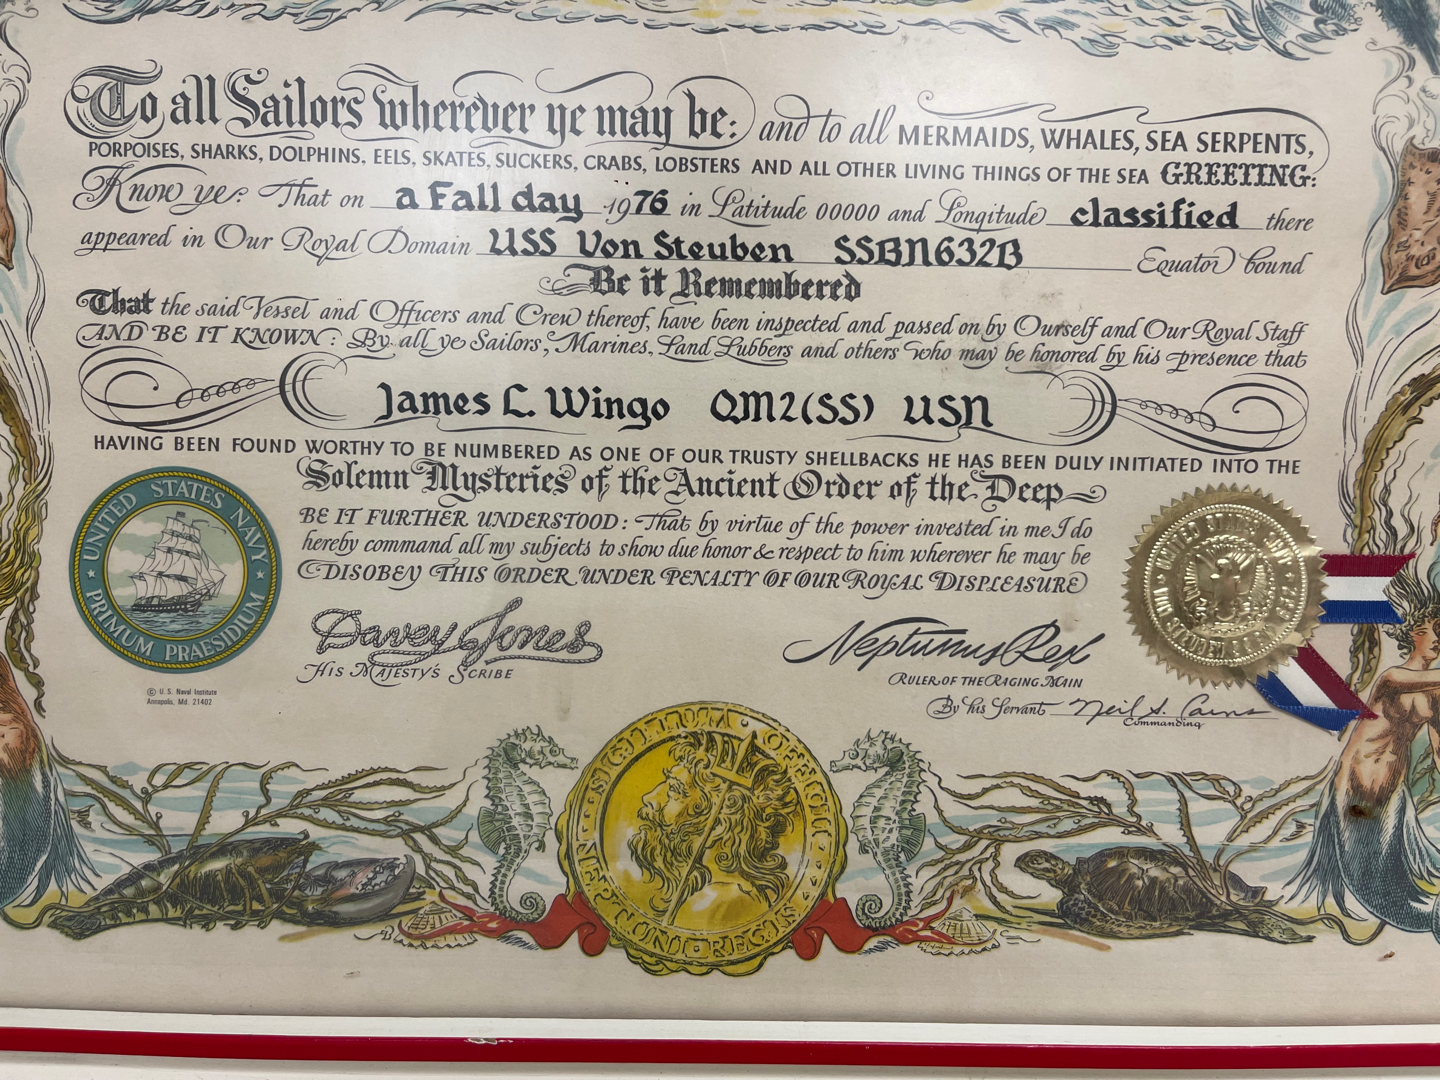 To all Sailors wherever ye may be: and to all MERMAIDS, WHALES, SEA SERPENTS,
PORPOISES, SHARKS, DOLPHINS, EELS, SKATES, SUCKERS, CRABS, LOBSTERS AND ALL OTHER LIVING THINGS OF THE SEA GREETING:
Know ye: That on a Fall day 1976 in Latitude 00000 and Longitude classified there
appeared in Our Royal Domain USS Von Steuben SSBN632B Equator bound
Be it Remembered
That the said Vessel and Officers and Crew thereof, have been inspected and passed on by Ourself and Our Royal Staff
AND BE IT KNOWN: By all ye Sailors, Marines, Land Lubbers and others who may be honored by his presence that
James L. Wingo QM2(SS) USN
HAVING BEEN FOUND WORTHY TO BE NUMBERED AS ONE OF OUR TRUSTY SHELLBACKS HE HAS BEEN DULY INITIATED INTO THE
Solemn Mysteries of the Ancient Order of the Deep
BE IT FURTHER UNDERSTOOD: That by virtue of the power invested in me I do
hereby command all my subjects to show due honor & respect to him wherever he may be
DISOBEY THIS ORDER UNDER PENALTY OF OUR ROYAL DISPLEASURE
UNITED STATES NAVY
PRIMUM PRAESIDIUM
Davey Jones
HIS MAJESTY'S SCRIBE
Neptunus Rex
RULER OF THE RAGING MAIN
© U.S. Naval Institute
Annapolis, Md. 21402
By his Servant Neil S.
Commanding
SIGILLUM OFFICIALE
NEPTUNI REGIS